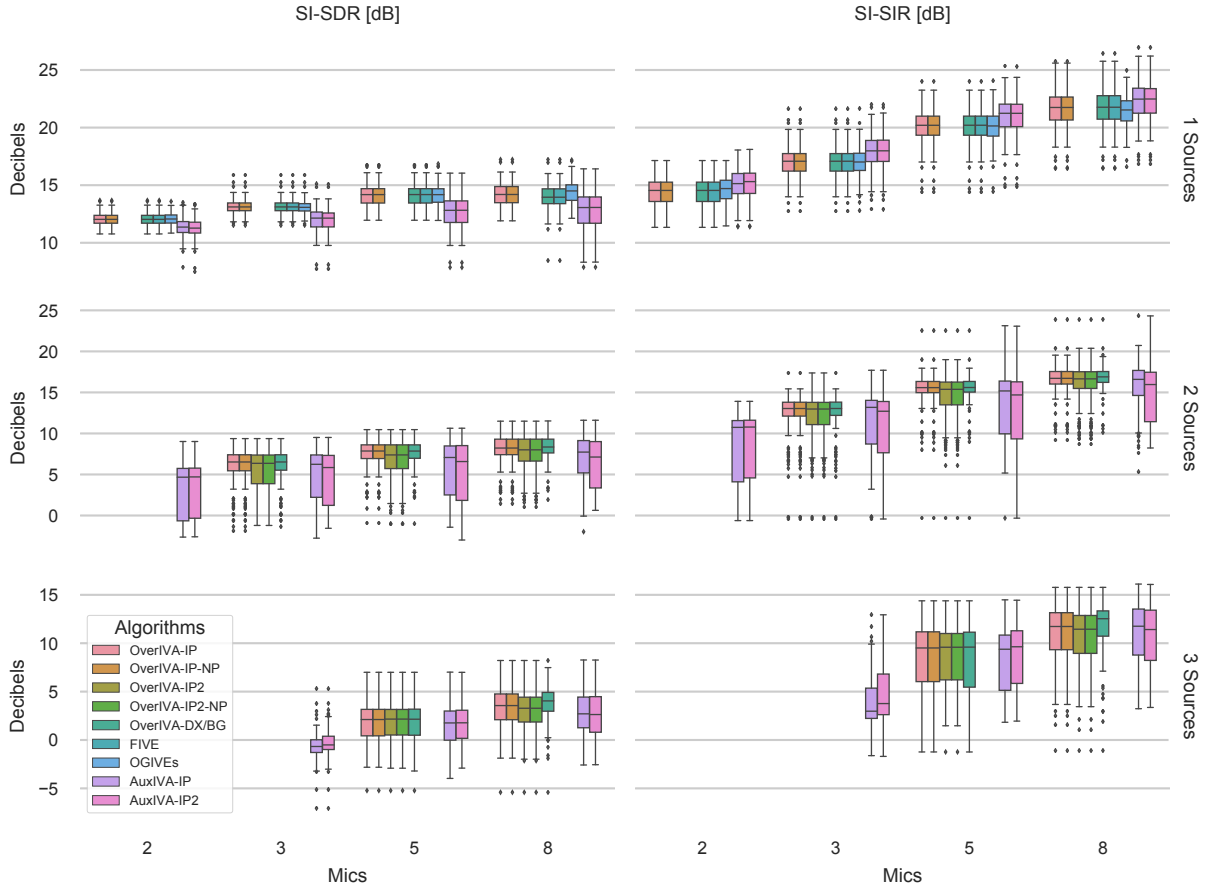 SI-SDR [dB]
SI-SIR [dB]
25
20
15
10
Decibels
1 Sources
25
20
15
10
5
0
Decibels
2 Sources
15
10
5
0
−5
Decibels
3 Sources
Algorithms
OverIVA-IP
OverIVA-IP-NP
OverIVA-IP2
OverIVA-IP2-NP
OverIVA-DX/BG
FIVE
OGIVEs
AuxIVA-IP
AuxIVA-IP2
2 3 5 8
2 3 5 8
Mics
Mics